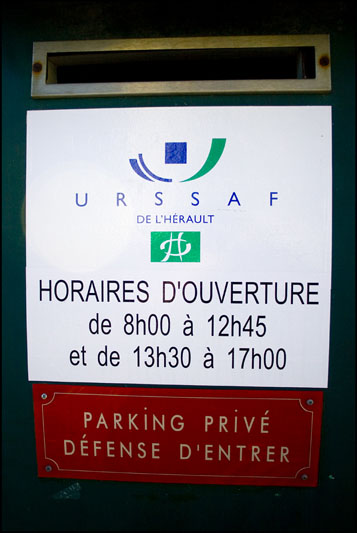 URSSAF
DE L'HÉRAULT
HORAIRES D'OUVERTURE
de 8h00 à 12h45
et de 13h30 à 17h00
PARKING PRIVÉ
DÉFENSE D'ENTRER